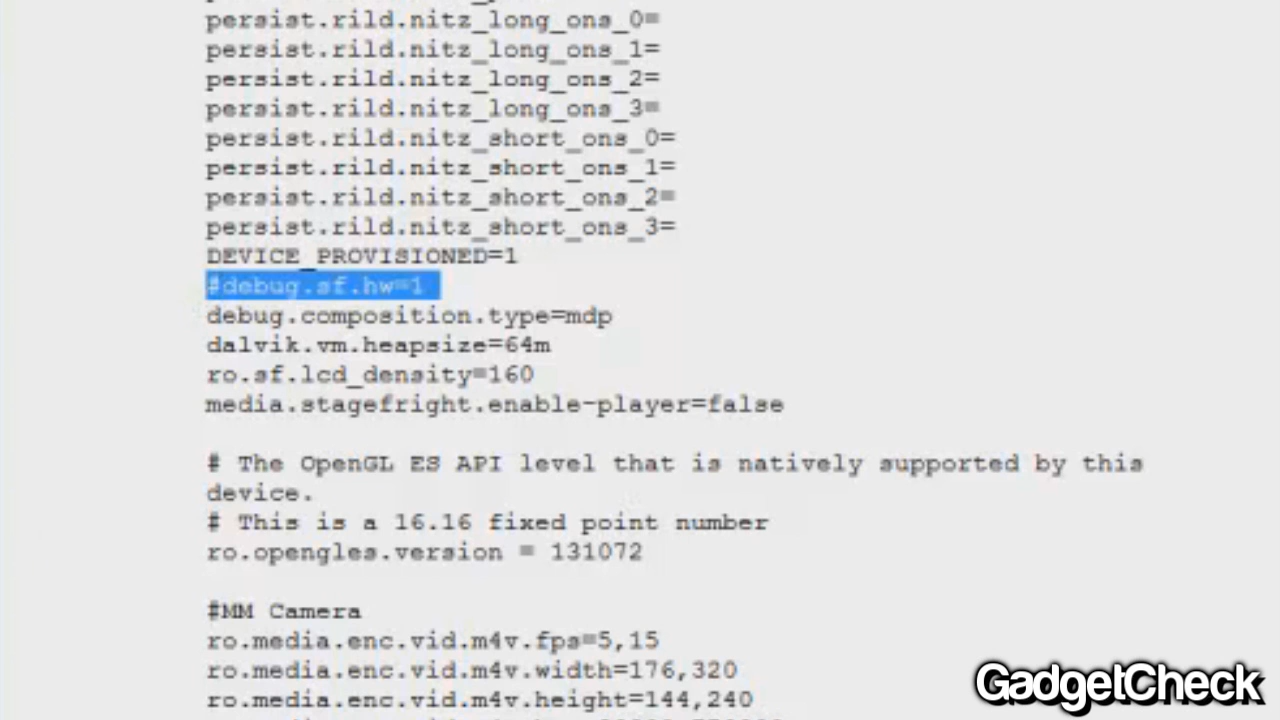 persist.rild.nitz_long_ons_0=
persist.rild.nitz_long_ons_1=
persist.rild.nitz_long_ons_2=
persist.rild.nitz_long_ons_3=
persist.rild.nitz_short_ons_0=
persist.rild.nitz_short_ons_1=
persist.rild.nitz_short_ons_2=
persist.rild.nitz_short_ons_3=
DEVICE_PROVISIONED=1
#debug.sf.hw=1
debug.composition.type=mdp
dalvik.vm.heapsize=64m
ro.sf.lcd_density=160
media.stagefright.enable-player=false
# The OpenGL ES API level that is natively supported by this
device.
# This is a 16.16 fixed point number
ro.opengles.version = 131072
#MM Camera
ro.media.enc.vid.m4v.fps=5,15
ro.media.enc.vid.m4v.width=176,320
ro.media.enc.vid.m4v.height=144,240
GadgetCheck